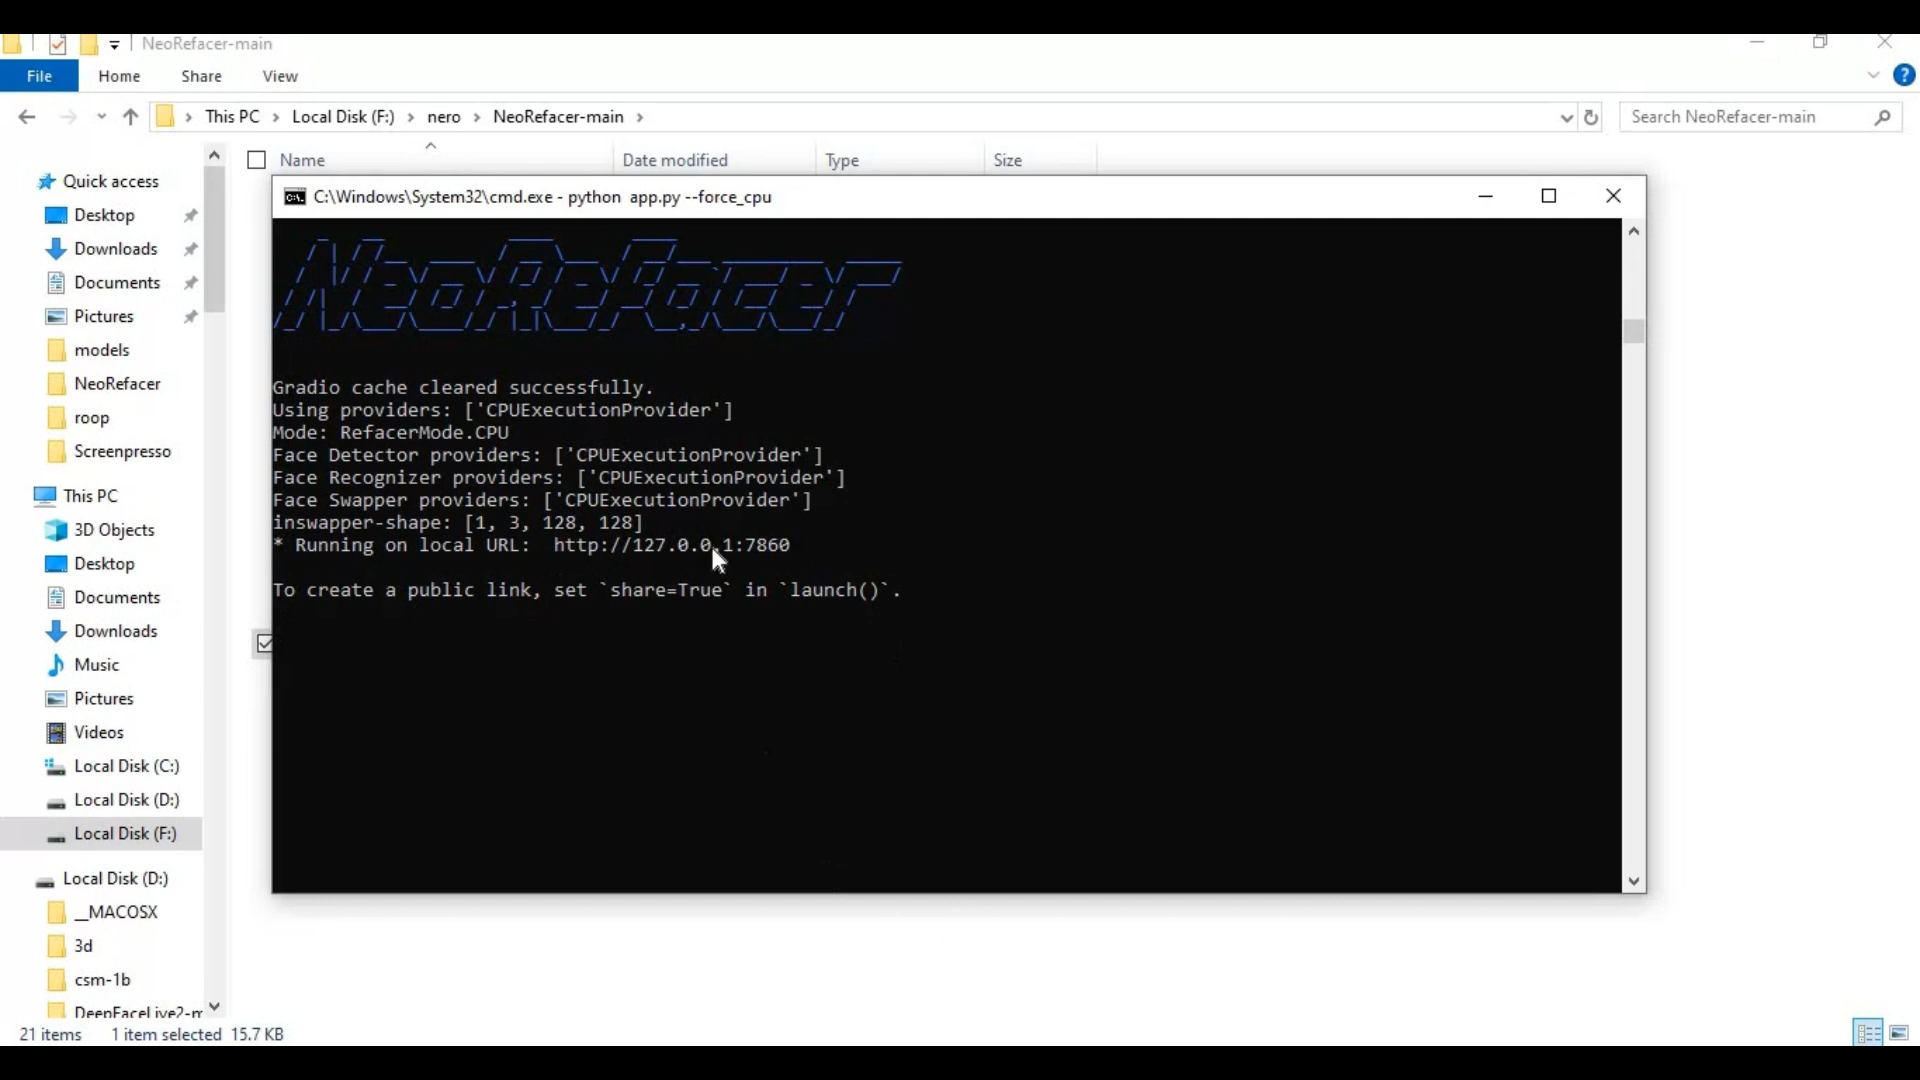 NeoRefacer-main
File Home Share View
This PC > Local Disk (F:) > nero > NeoRefacer-main >
Search NeoRefacer-main
Name Date modified Type Size
Quick access
Desktop
Downloads
Documents
Pictures
models
NeoRefacer
roop
Screenpresso
This PC
3D Objects
Desktop
Documents
Downloads
Music
Pictures
Videos
Local Disk (C:)
Local Disk (D:)
Local Disk (F:)
Local Disk (D:)
__MACOSX
3d
csm-1b
DeepFaceLive2-m
C:\Windows\System32\cmd.exe - python app.py --force_cpu
NeoRefacer
Gradio cache cleared successfully.
Using providers: ['CPUExecutionProvider']
Mode: RefacerMode.CPU
Face Detector providers: ['CPUExecutionProvider']
Face Recognizer providers: ['CPUExecutionProvider']
Face Swapper providers: ['CPUExecutionProvider']
inswapper-shape: [1, 3, 128, 128]
* Running on local URL: http://127.0.0.1:7860
To create a public link, set `share=True` in `launch()`.
21 items 1 item selected 15.7 KB